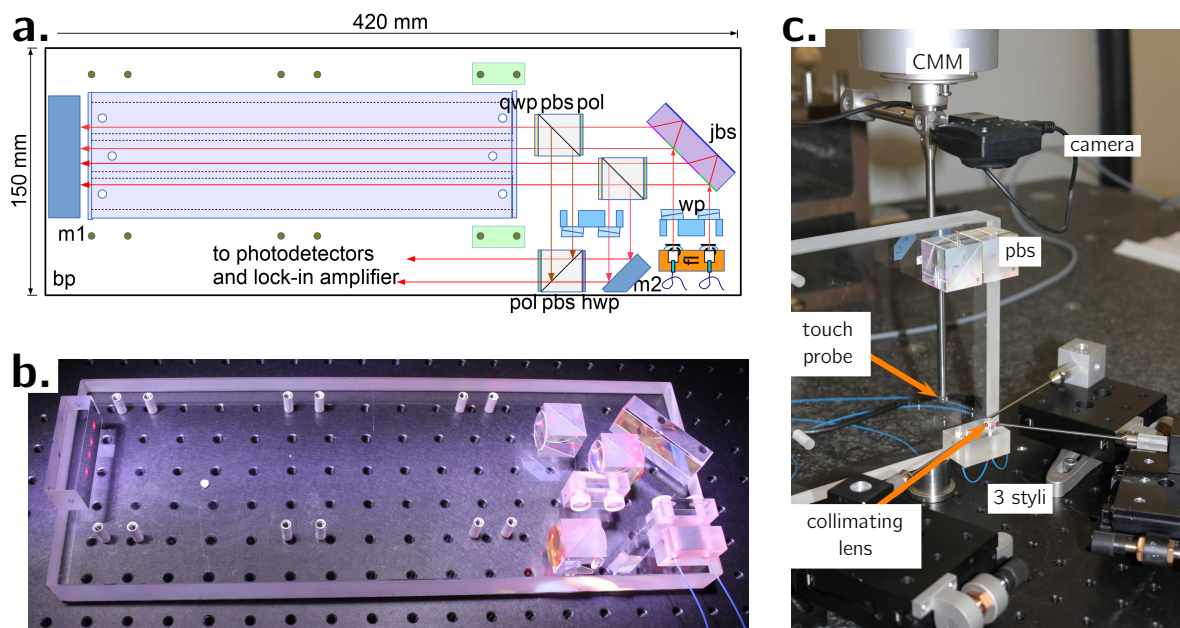 a.
420 mm
150 mm
qwp pbs pol
jbs
wp
fl
m1
to photodetectors
and lock-in amplifier
bp
m2
pol pbs hwp
b.
c.
CMM
camera
pbs
touch
probe
3 styli
collimating
lens